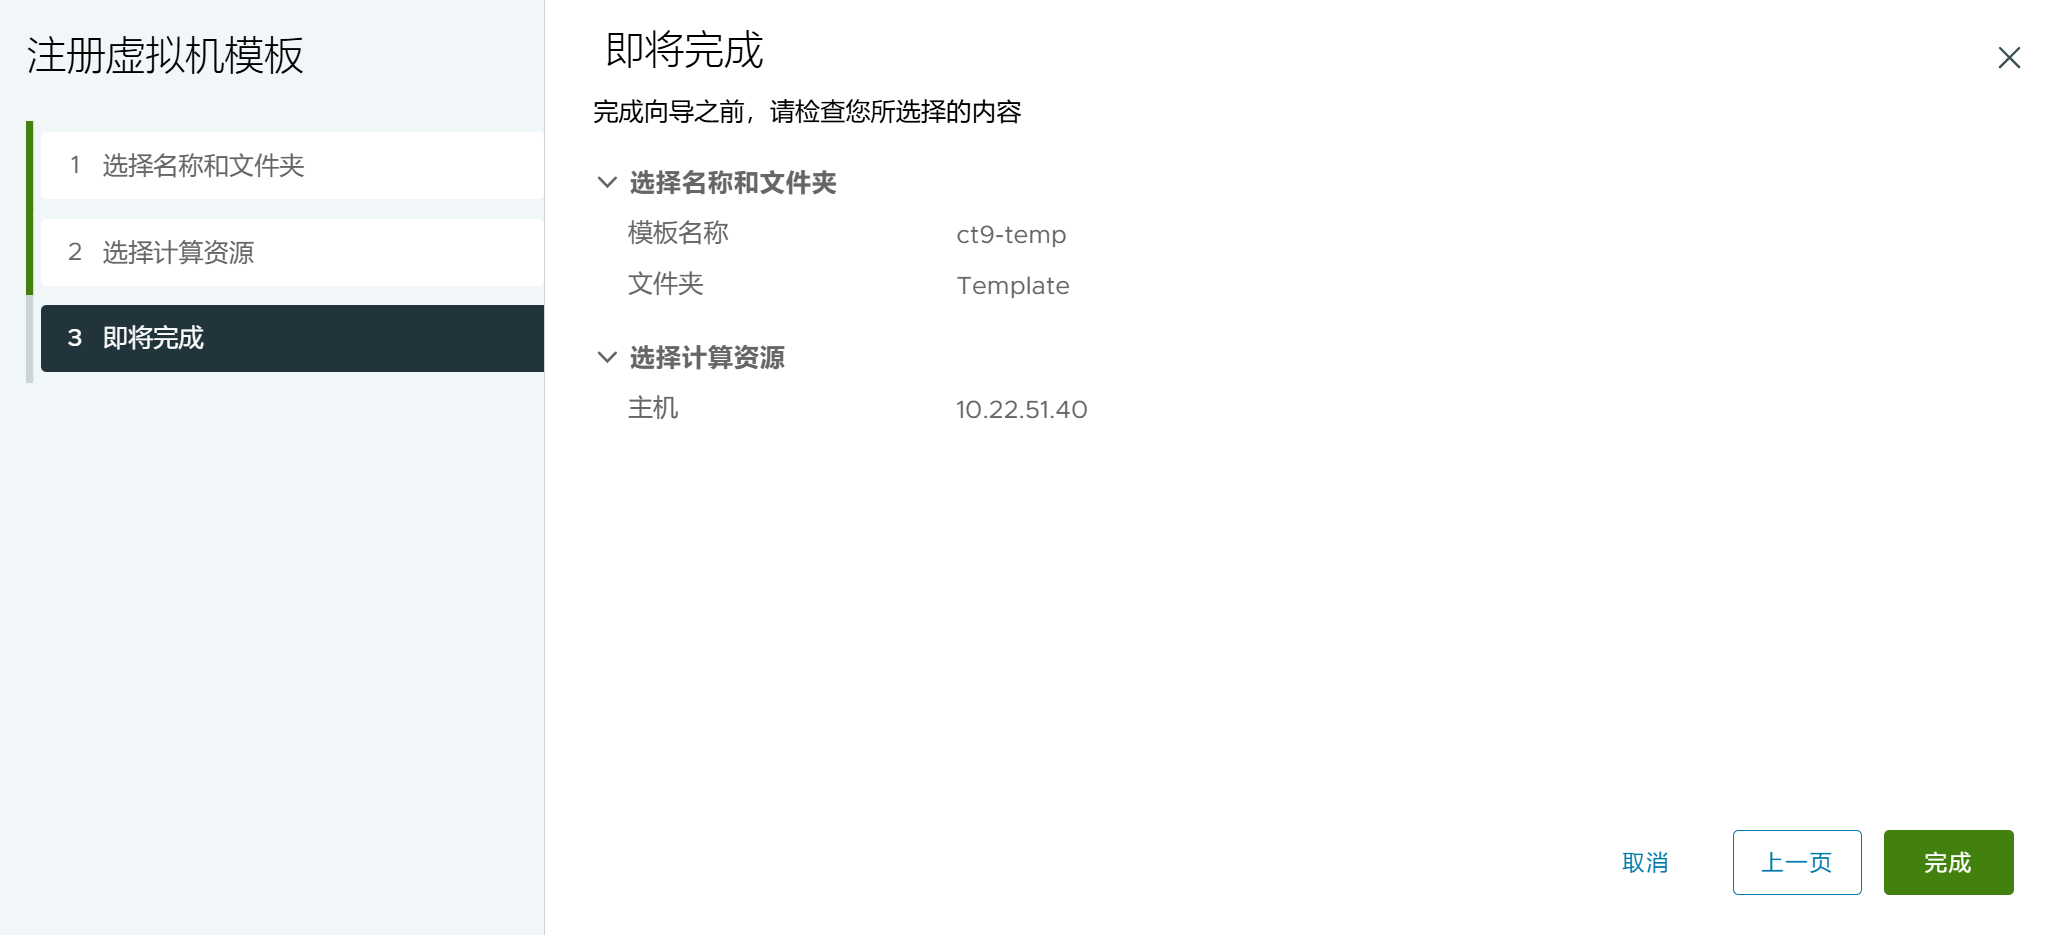 注册虚拟机模板
1 选择名称和文件夹
2 选择计算资源
3 即将完成
即将完成
完成向导之前，请检查您所选择的内容
选择名称和文件夹
模板名称 ct9-temp
文件夹 Template
选择计算资源
主机 10.22.51.40
取消 上一页 完成